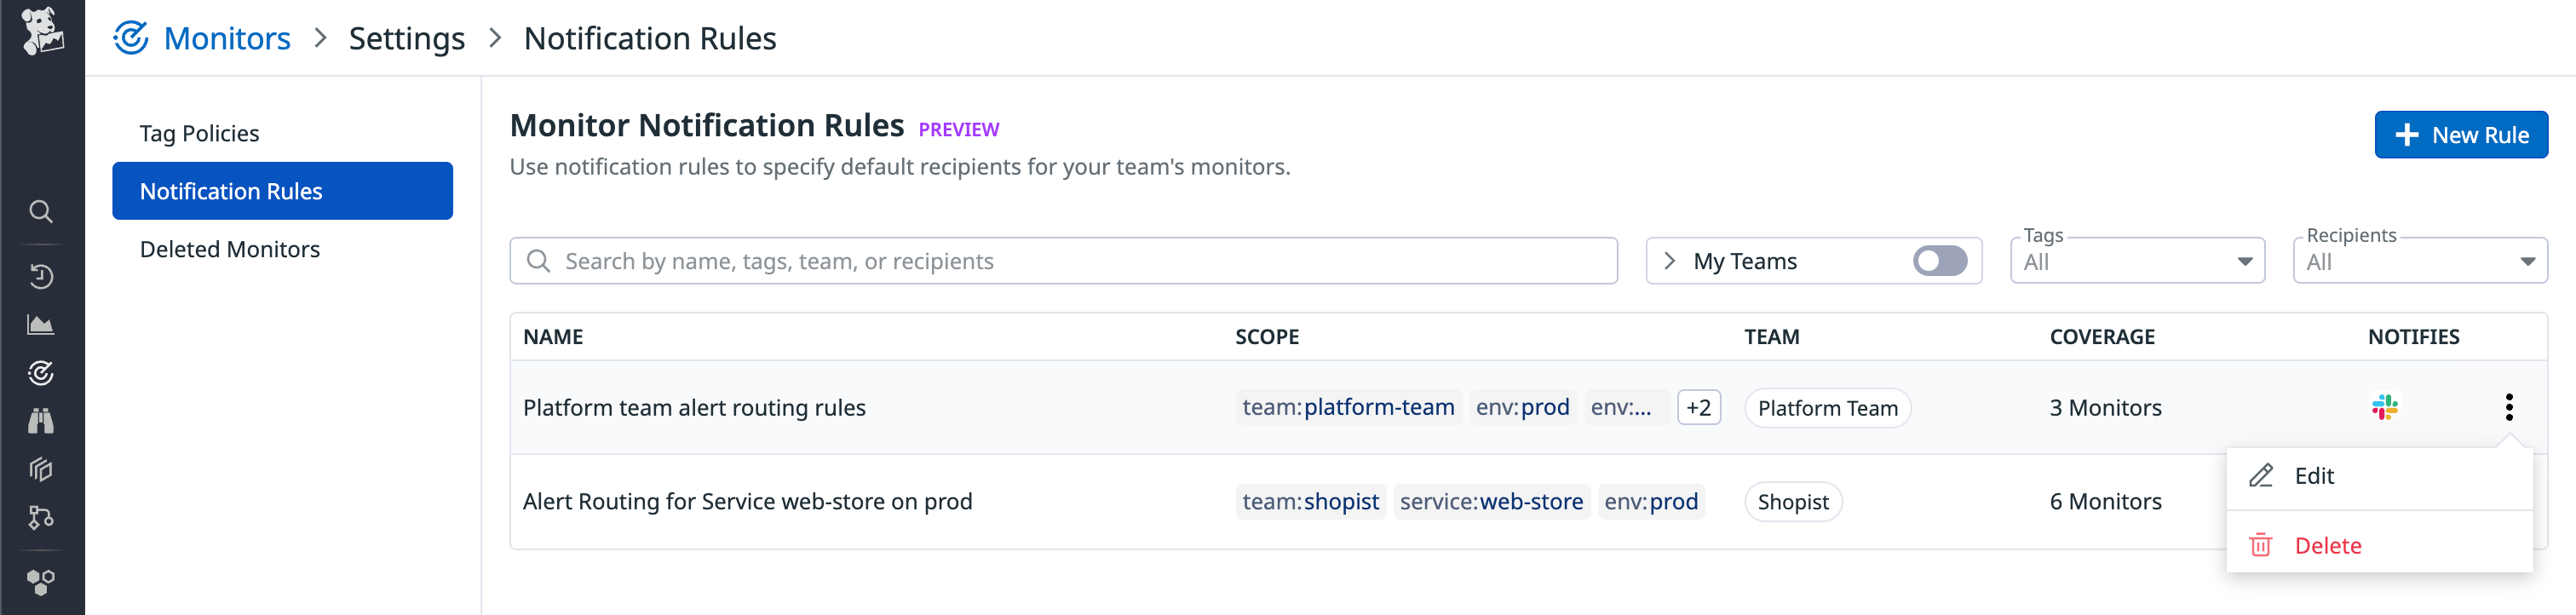 Monitors > Settings > Notification Rules
Tag Policies
Notification Rules
Deleted Monitors
Monitor Notification Rules PREVIEW
Use notification rules to specify default recipients for your team's monitors.
+ New Rule
Search by name, tags, team, or recipients
My Teams
Tags
All
Recipients
All
NAME SCOPE TEAM COVERAGE NOTIFIES
Platform team alert routing rules team:platform-team env:prod env:... +2 Platform Team 3 Monitors
Alert Routing for Service web-store on prod team:shopist service:web-store env:prod Shopist 6 Monitors
Edit
Delete